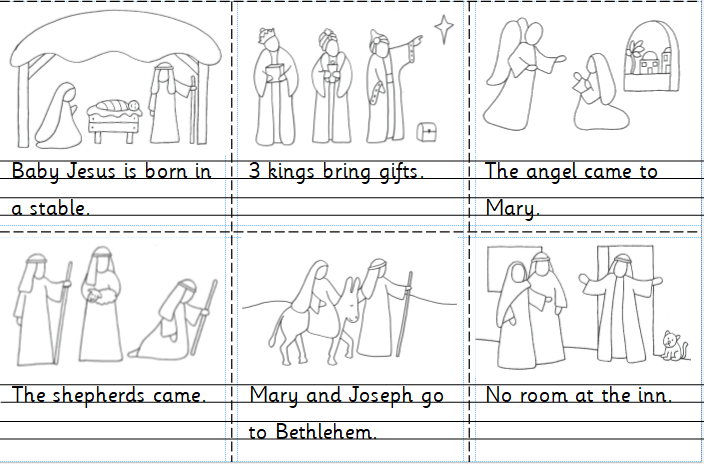 Baby Jesus is born in
a stable.
3 kings bring gifts.
The angel came to
Mary.
The shepherds came.
Mary and Joseph go
to Bethlehem.
No room at the inn.